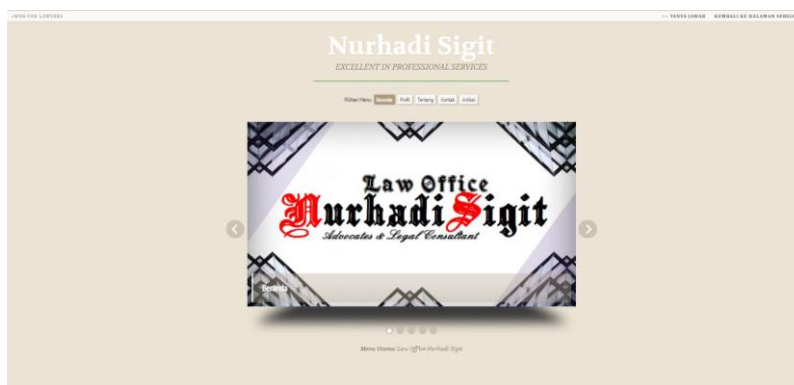 «WEB FOR LAWYERS
>> TANYA JAWAB KEMBALI KE HALAMAN SEBEL
Nurhadi Sigit
EXCELLENT IN PROFESSIONAL SERVICES
Pilihan Menu: Beranda Profil Tentang Kontak Artikel
Law Office
Nurhadi Sigit
Advocates & Legal Consultant
Beranda
Menu Utama: Law Office Nurhadi Sigit